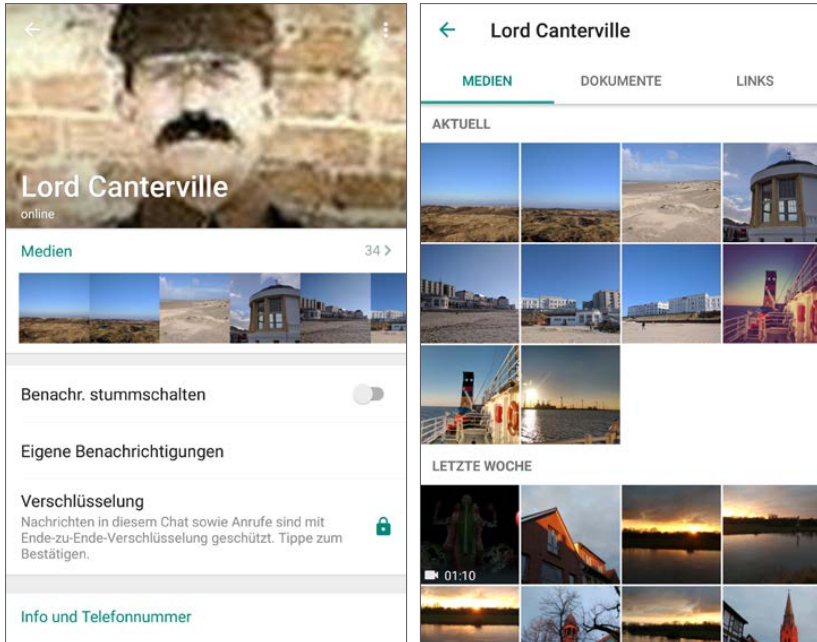 Lord Canterville
online
Medien
34 >
Benachr. stummschalten
Eigene Benachrichtigungen
Verschlüsselung
Nachrichten in diesem Chat sowie Anrufe sind mit
Ende-zu-Ende-Verschlüsselung geschützt. Tippe zum
Bestätigen.
Info und Telefonnummer
Lord Canterville
MEDIEN DOKUMENTE LINKS
AKTUELL
LETZTE WOCHE
01:10